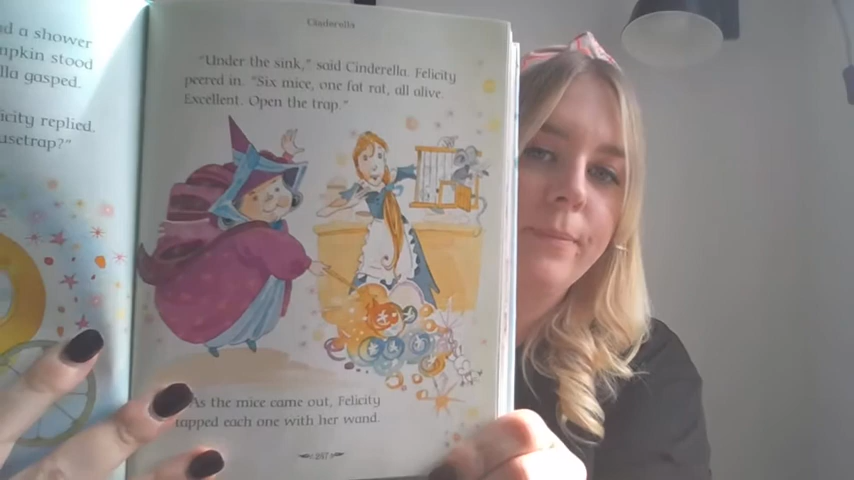 d a shower
mpkin stood
lla gasped.
icity replied.
usetrap?"
Cinderella
"Under the sink," said Cinderella. Felicity
peered in. "Six mice, one fat rat, all alive.
Excellent. Open the trap."
As the mice came out, Felicity
tapped each one with her wand.